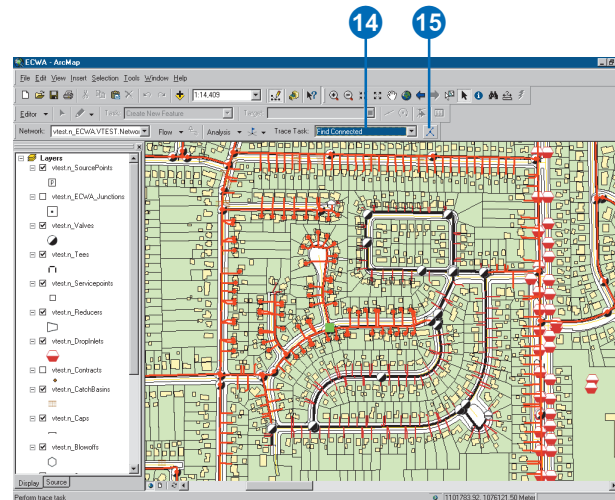 14 15
ECWA - ArcMap
File Edit View Insert Selection Tools Window Help
1:14,409
Editor Task: Create New Feature Target:
Network: vtest.n_ECWA.VTEST.Networ Flow Analysis Trace Task: Find Connected
Layers
vtest.n_SourcePoints
vtest.n_ECWA_Junctions
vtest.n_Valves
vtest.n_Tees
vtest.n_Servicepoints
vtest.n_Reducers
vtest.n_DropInlets
vtest.n_Contracts
vtest.n_CatchBasins
vtest.n_Caps
vtest.n_Blowoffs
Display Source
Perform trace task 1101783.92 1076121.50 Meter